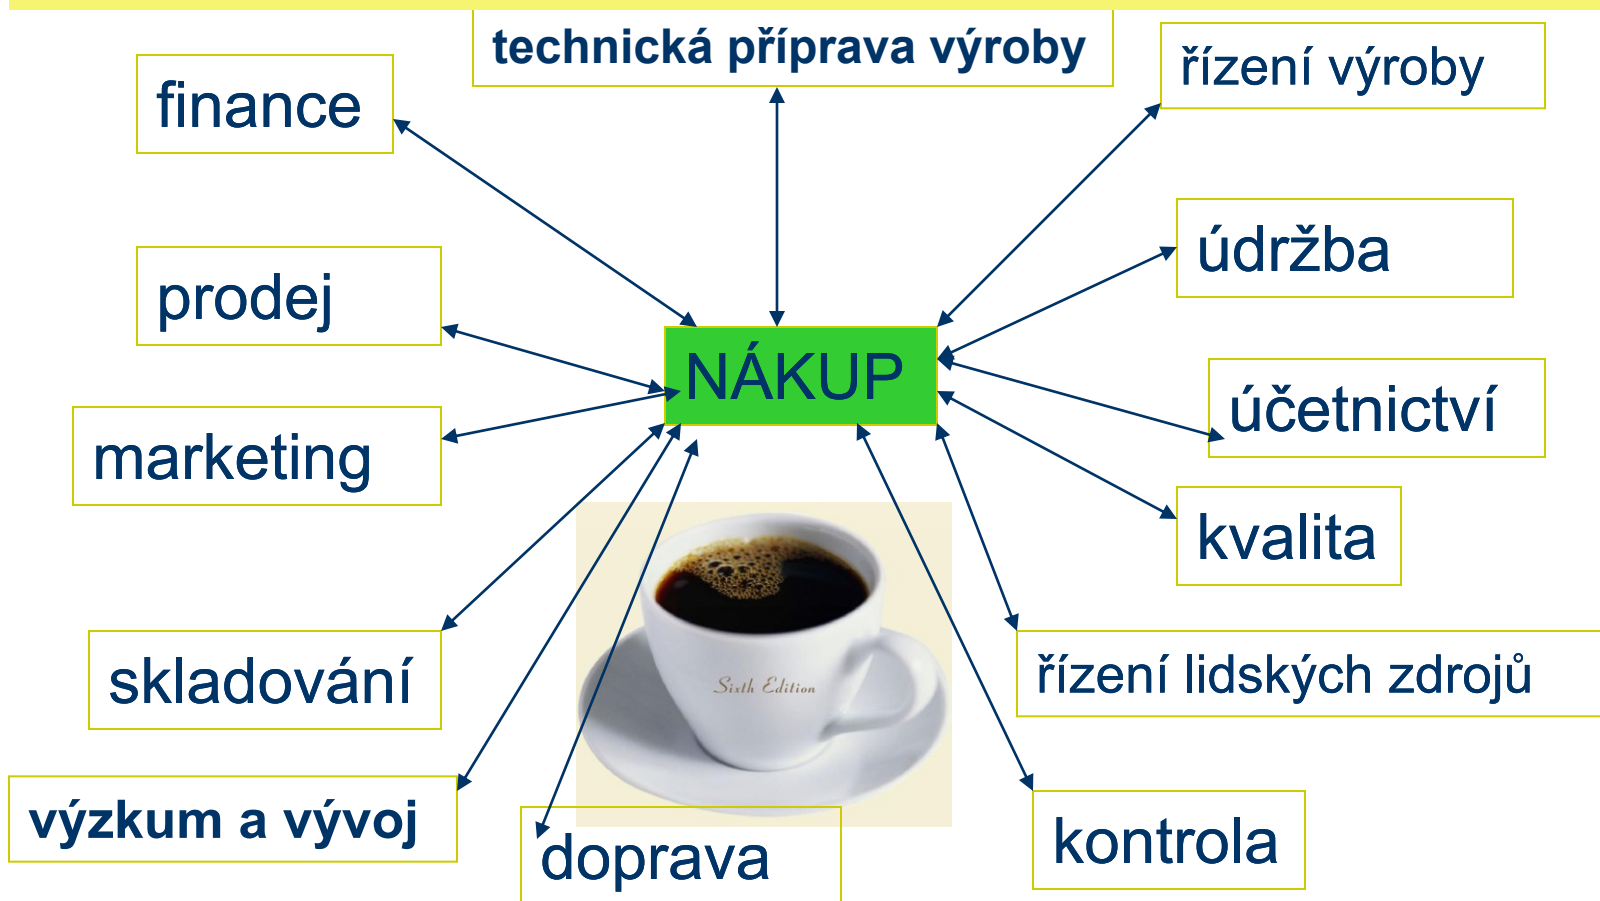 technická příprava výroby
řízení výroby
finance
údržba
prodej
NÁKUP
účetnictví
marketing
kvalita
skladování
Sixth Edition
řízení lidských zdrojů
výzkum a vývoj
doprava
kontrola